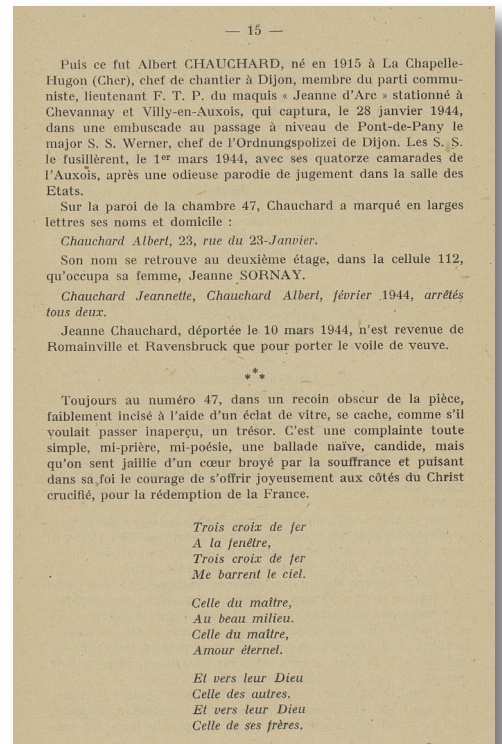 — 15 —
Puis ce fut Albert CHAUCHARD, né en 1915 à La Chapelle-
Hugon (Cher), chef de chantier à Dijon, membre du parti commu-
niste, lieutenant F. T. P. du maquis « Jeanne d'Arc » stationné à
Chevannay et Villy-en-Auxois, qui captura, le 28 janvier 1944,
dans une embuscade au passage à niveau de Pont-de-Pany le
major S. S. Werner, chef de l'Ordnungspolizei de Dijon. Les S. S.
le fusillèrent, le 1er mars 1944, avec ses quatorze camarades de
l'Auxois, après une odieuse parodie de jugement dans la salle des
Etats.
Sur la paroi de la chambre 47, Chauchard a marqué en larges
lettres ses noms et domicile :
Chauchard Albert, 23, rue du 23-Janvier.
Son nom se retrouve au deuxième étage, dans la cellule 112,
qu'occupa sa femme, Jeanne SORNAY.
Chauchard Jeannette, Chauchard Albert, février 1944, arrêtés
tous deux.
Jeanne Chauchard, déportée le 10 mars 1944, n'est revenue de
Romainville et Ravensbruck que pour porter le voile de veuve.
***
Toujours au numéro 47, dans un recoin obscur de la pièce,
faiblement incisé à l'aide d'un éclat de vitre, se cache, comme s'il
voulait passer inaperçu, un trésor. C'est une complainte toute
simple, mi-prière, mi-poésie, une ballade naïve, candide, mais
qu'on sent jaillie d'un cœur broyé par la souffrance et puisant
dans sa foi le courage de s'offrir joyeusement aux côtés du Christ
crucifié, pour la rédemption de la France.
Trois croix de fer
A la fenêtre,
Trois croix de fer
Me barrent le ciel.
Celle du maître,
Au beau milieu.
Celle du maître,
Amour éternel.
Et vers leur Dieu
Celle des autres.
Et vers leur Dieu
Celle de ses frères.